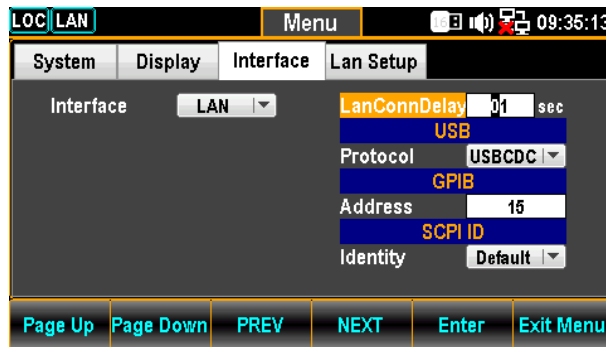 LOC LAN Menu 16 09:35:13
System Display Interface Lan Setup
Interface LAN LanConnDelay 01 sec
USB
Protocol USBCDC
GPIB
Address 15
SCPI ID
Identity Default
Page Up Page Down PREV NEXT Enter Exit Menu